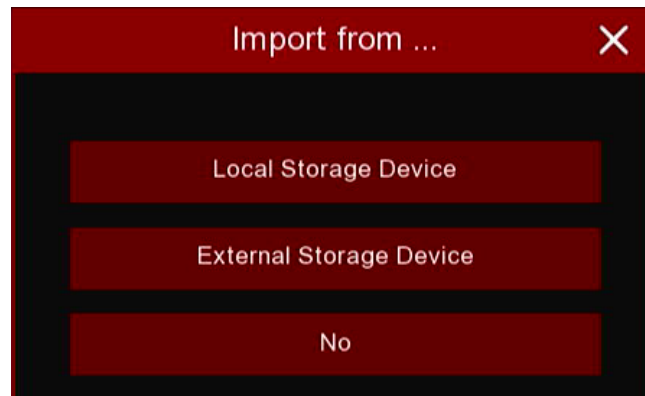 Import from ...
Local Storage Device
External Storage Device
No